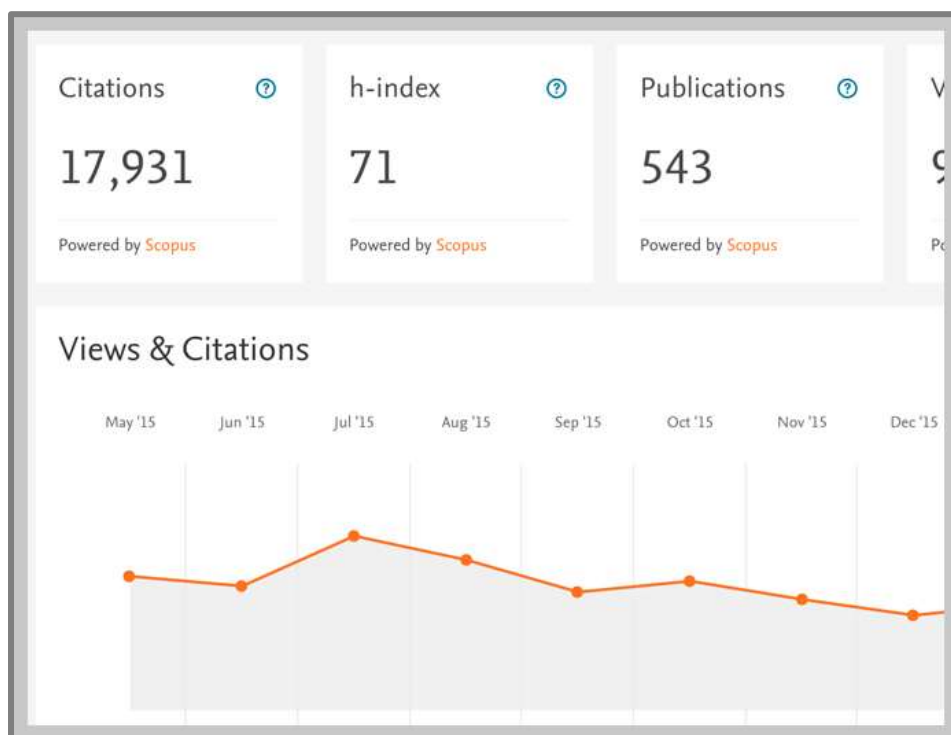 Citations ?
17,931
Powered by Scopus
h-index ?
71
Powered by Scopus
Publications ?
543
Powered by Scopus
Views & Citations
May '15 Jun '15 Jul '15 Aug '15 Sep '15 Oct '15 Nov '15 Dec '15